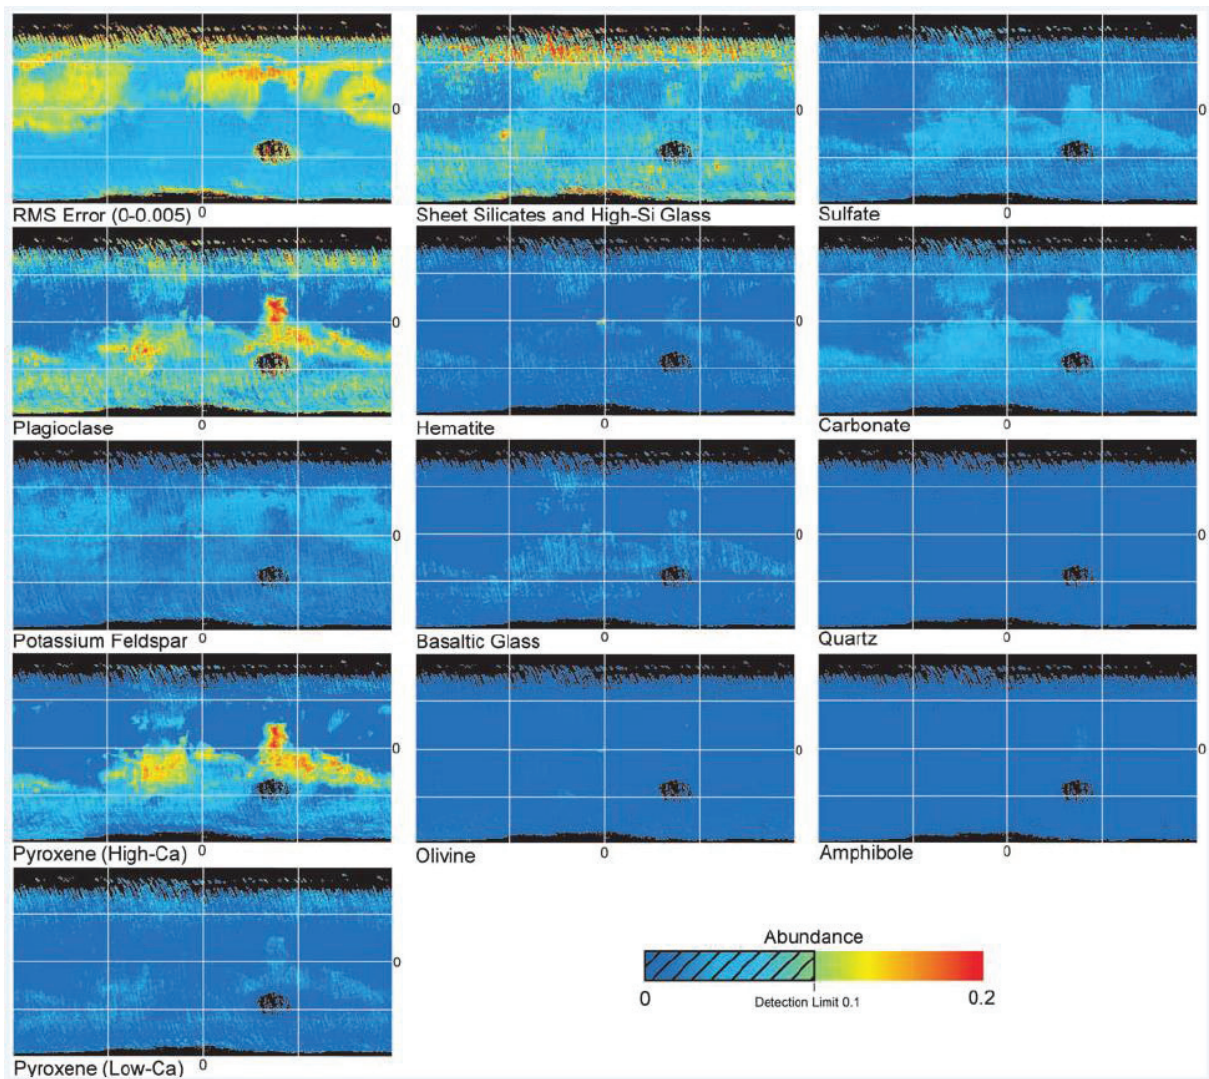 0 0 0
RMS Error (0-0.005) 0 Sheet Silicates and High-Si Glass 0 Sulfate 0
0 0 0
Plagioclase 0 Hematite 0 Carbonate 0
0 0 0
Potassium Feldspar 0 Basaltic Glass 0 Quartz 0
0 0 0
Pyroxene (High-Ca) 0 Olivine 0 Amphibole 0
0
Pyroxene (Low-Ca) 0
Abundance
0 Detection Limit 0.1 0.2